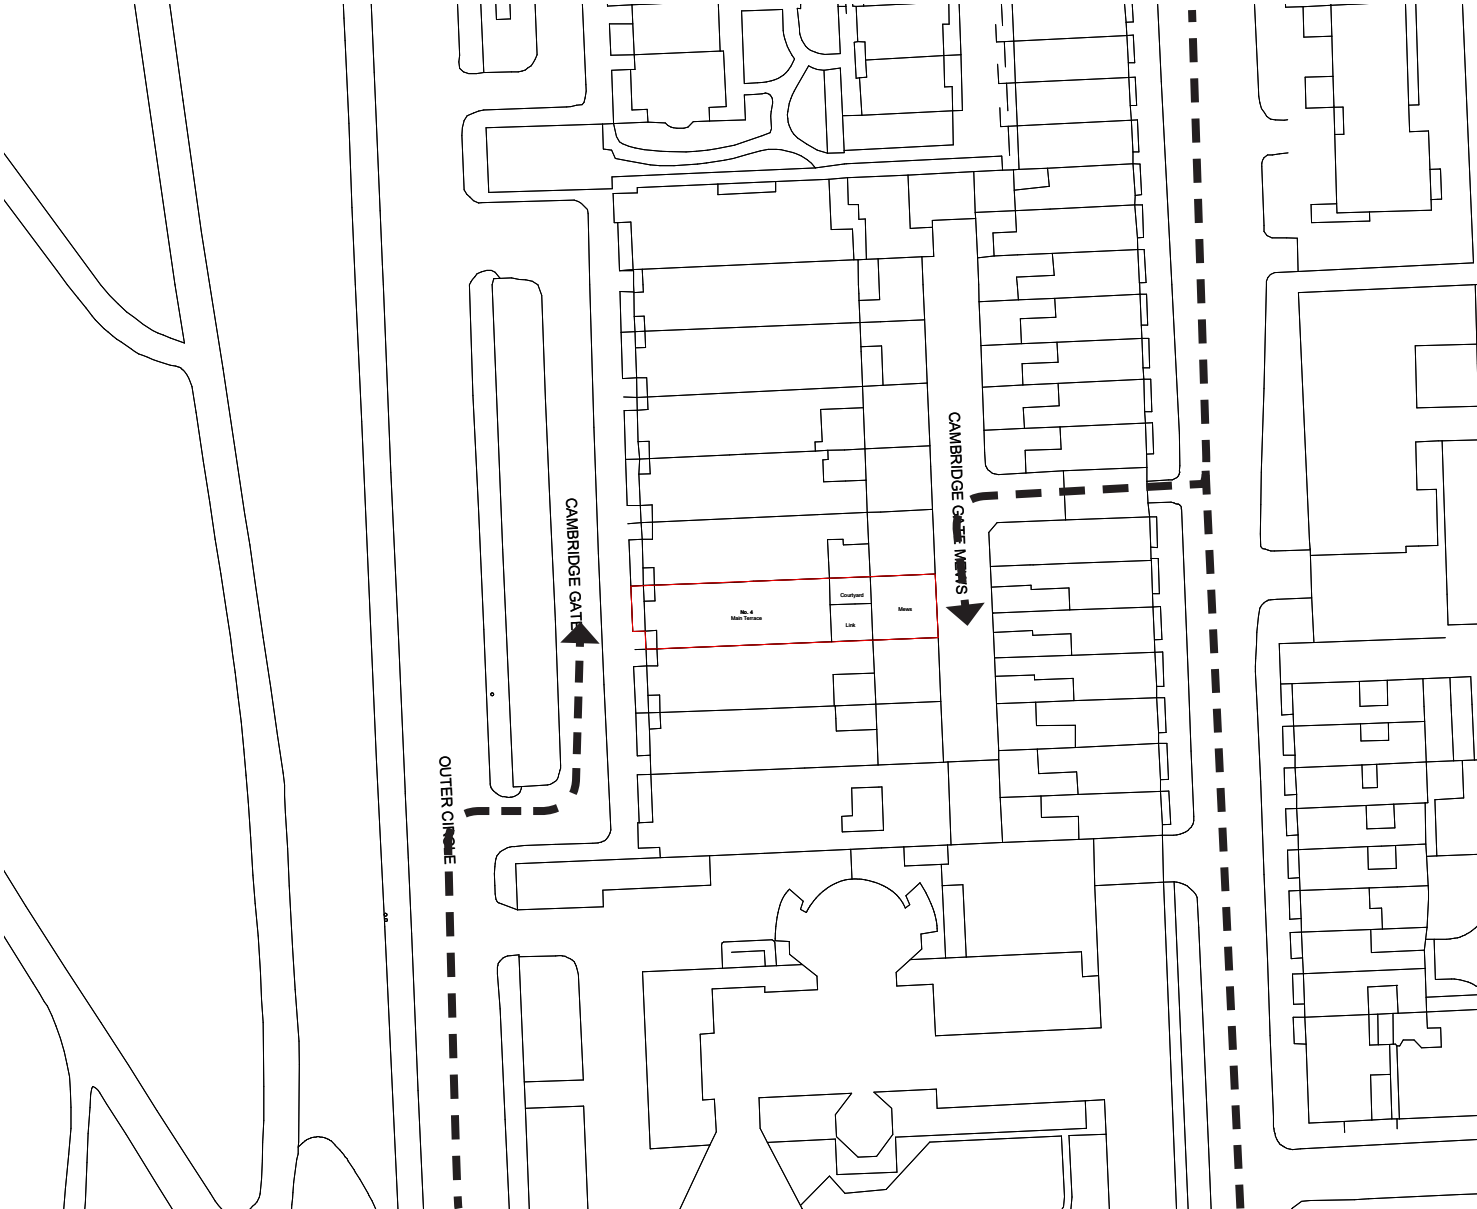 CAMBRIDGE GATE MEWS
CAMBRIDGE GATE
Courtyard
No. 4
Main Terrace
Mews
Link
OUTER CIRCLE